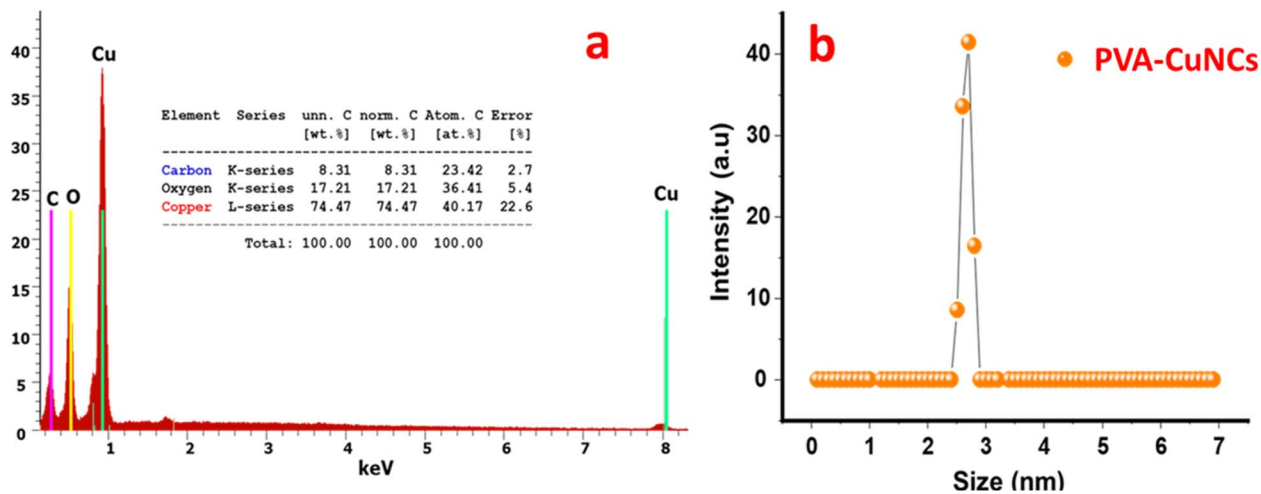 a
Cu
C
O
Cu
Element Series unn. C norm. C Atom. C Error
[wt.%] [wt.%] [at.%] [%]
Carbon K-series 8.31 8.31 23.42 2.7
Oxygen K-series 17.21 17.21 36.41 5.4
Copper L-series 74.47 74.47 40.17 22.6
Total: 100.00 100.00 100.00
40
35
30
25
20
15
10
5
0
1 2 3 4 5 6 7 8
keV
b
PVA-CuNCs
Intensity (a.u)
40
30
20
10
0
0 1 2 3 4 5 6 7
Size (nm)